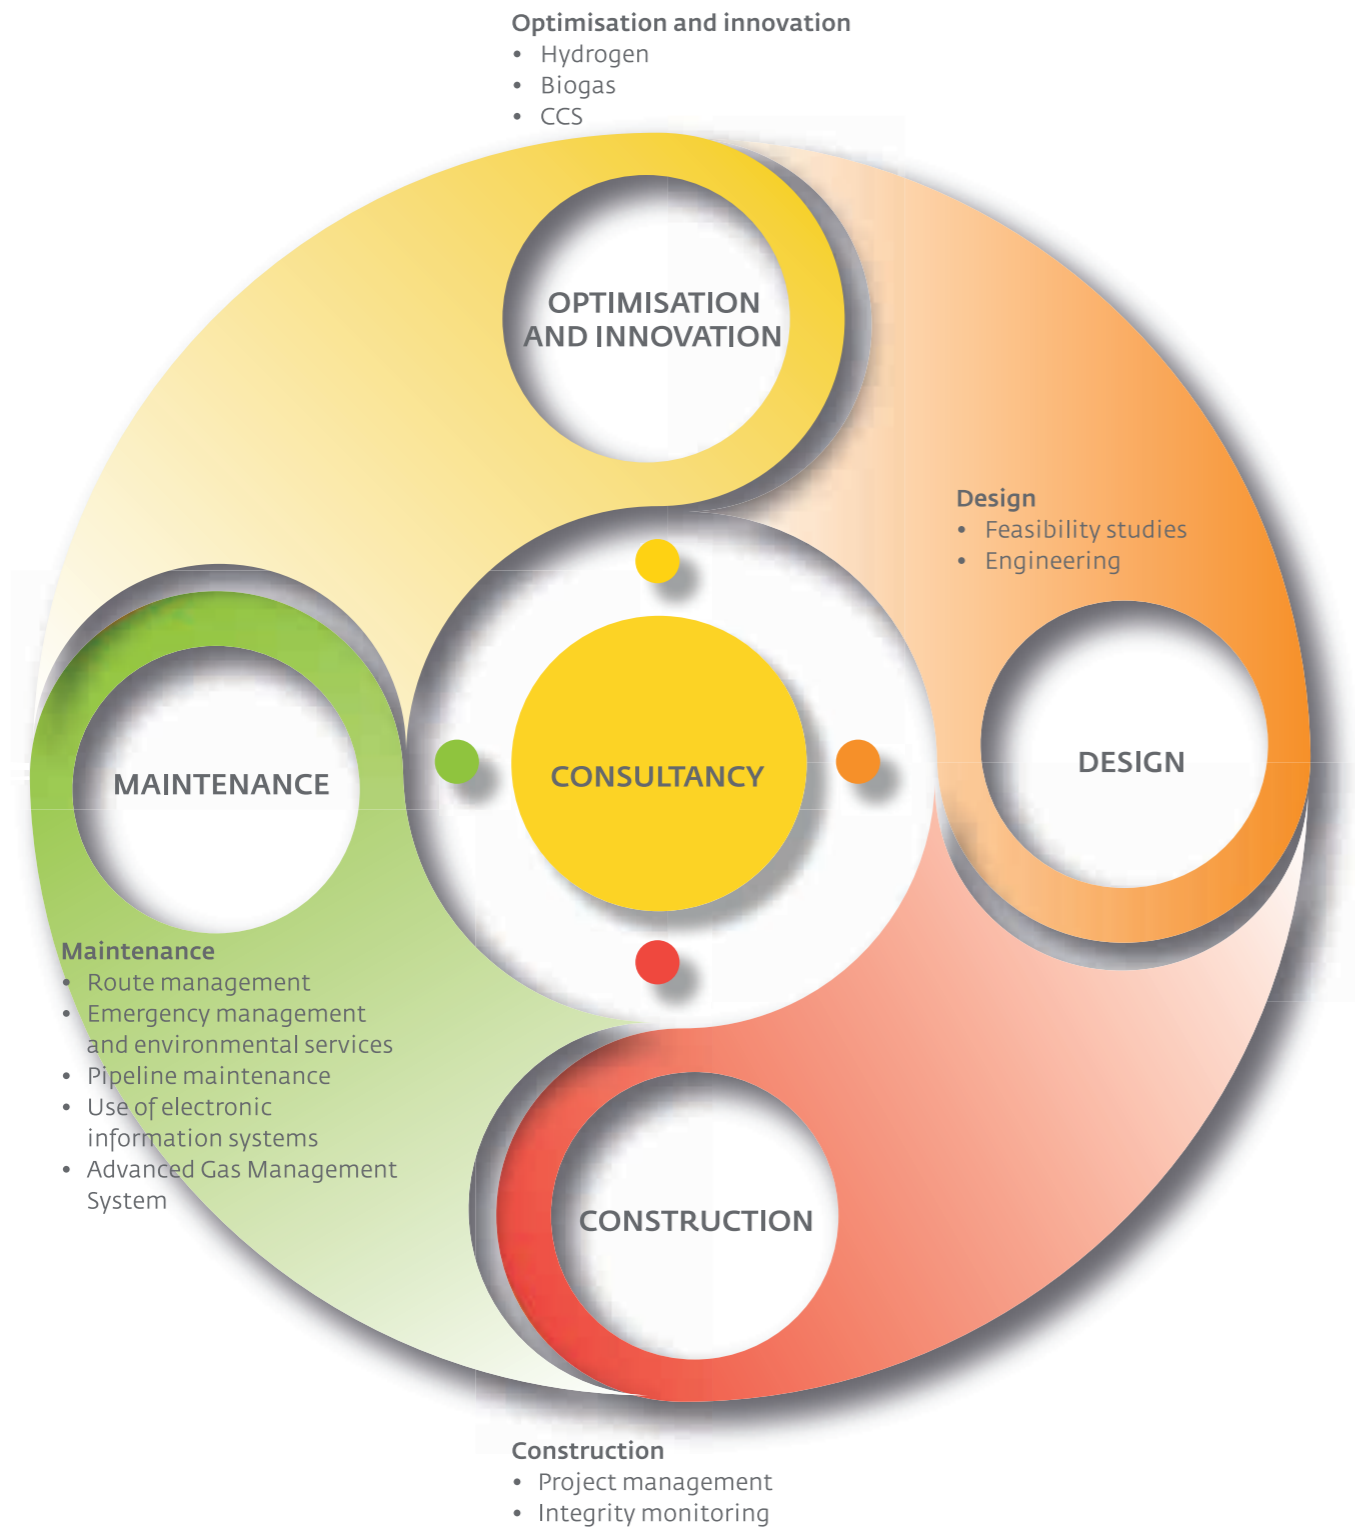 Optimisation and innovation
• Hydrogen
• Biogas
• CCS
OPTIMISATION
AND INNOVATION
Design
• Feasibility studies
• Engineering
DESIGN
CONSULTANCY
MAINTENANCE
Maintenance
• Route management
• Emergency management
and environmental services
• Pipeline maintenance
• Use of electronic
information systems
• Advanced Gas Management
System
CONSTRUCTION
Construction
• Project management
• Integrity monitoring